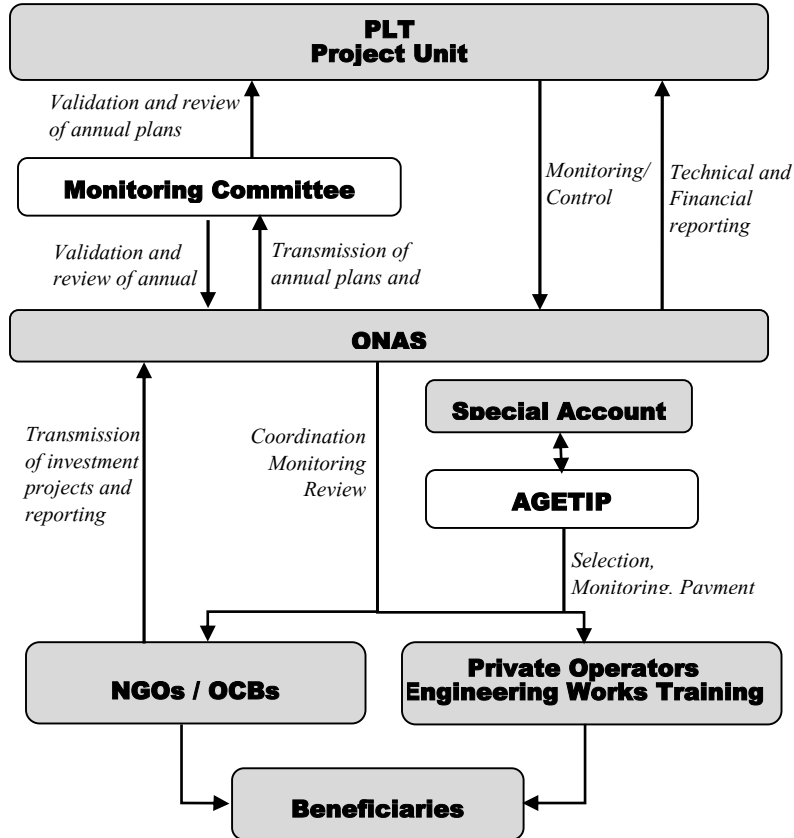 PLT
Project Unit
Validation and review
of annual plans
Monitoring/
Control
Technical and
Financial
reporting
Monitoring Committee
Validation and
review of annual
Transmission of
annual plans and
ONAS
Special Account
Transmission
of investment
projects and
reporting
Coordination
Monitoring
Review
AGETIP
Selection,
Monitoring, Payment
NGOs / OCBs
Private Operators
Engineering Works Training
Beneficiaries